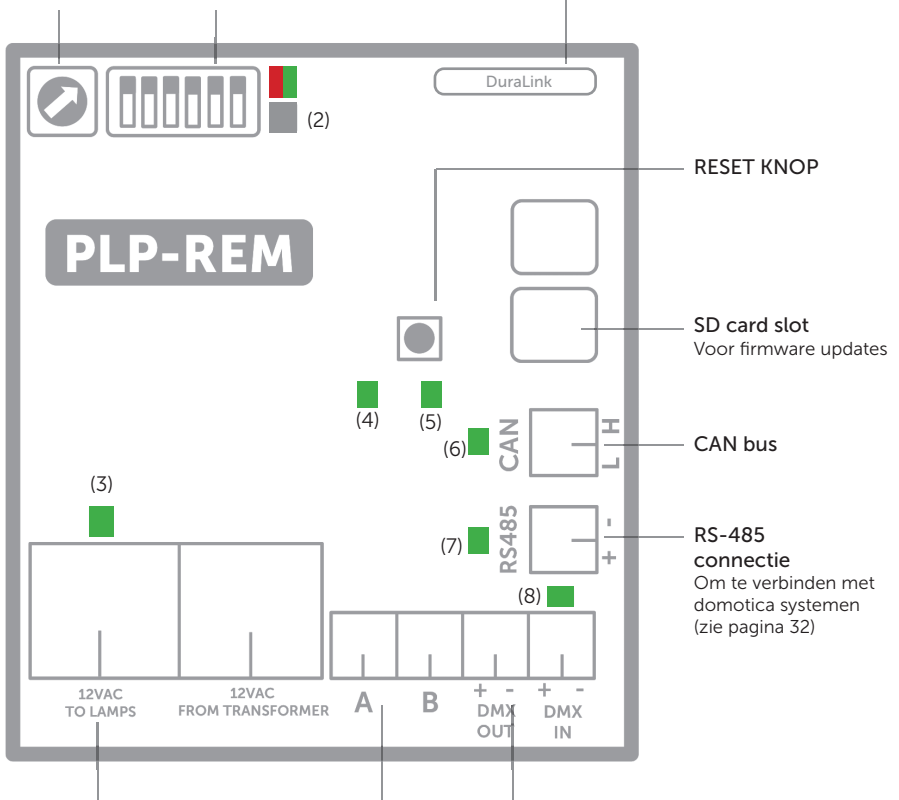 DuraLink
(2)
RESET KNOP
PLP-REM
SD card slot
Voor firmware updates
(4)
(5)
(6)
CAN
H
L
CAN bus
(3)
(7)
RS485
-
+
RS-485
connectie
Om te verbinden met
domotica systemen
(zie pagina 32)
(8)
12VAC
TO LAMPS
12VAC
FROM TRANSFORMER
A
B
+ -
DMX
OUT
+ -
DMX
IN